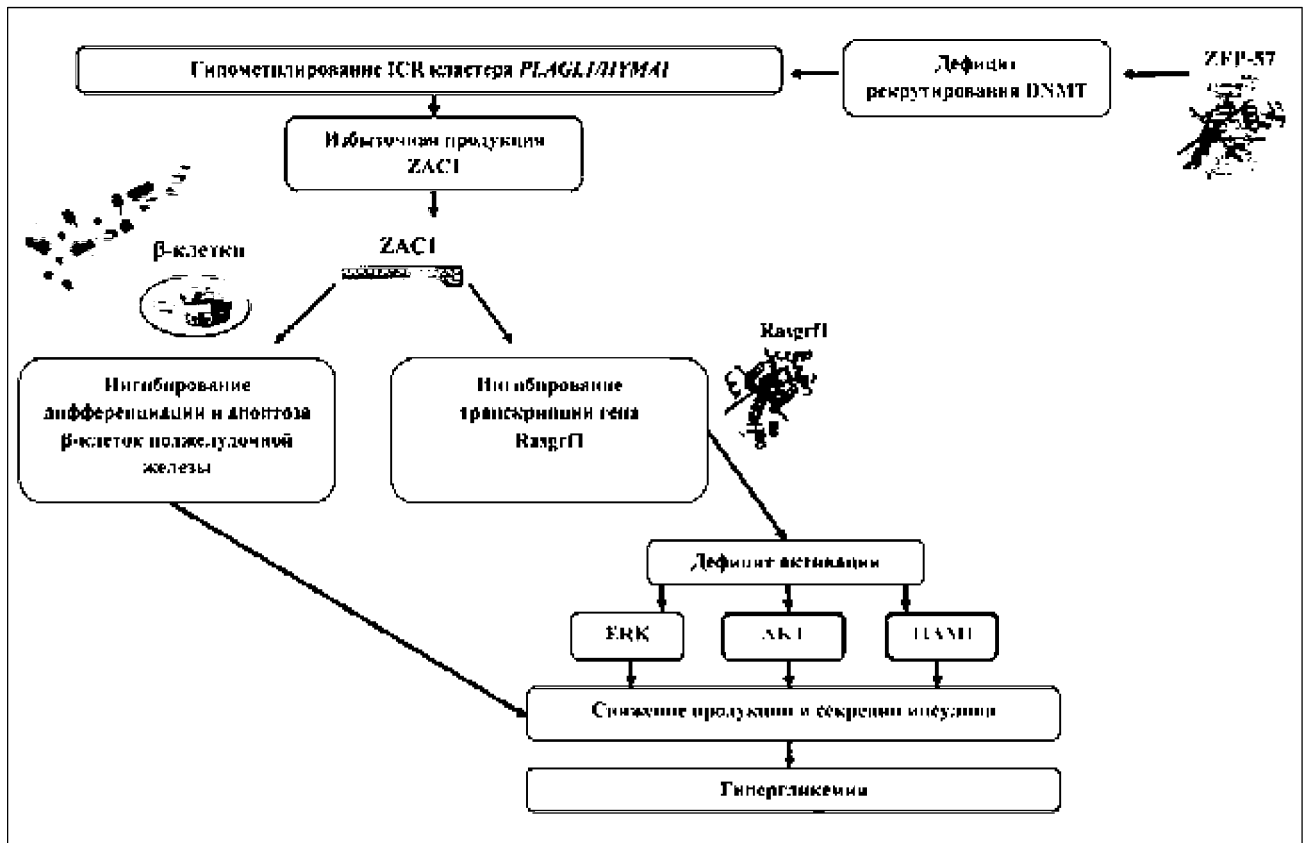 Гипометилирование ICR кластера PLAGL1/HYMAI
Дефицит
рекрутирования DNMT
ZFP-57
Избыточная продукция
ZAC1
ZAC1
β-клетки
Rasgrf1
Ингибирование
дифференциации и апоптоза
β-клеток поджелудочной
железы
Ингибирование
транскрипции гена
Rasgrf1
Дефицит активации
ERK
AKT
цАМФ
Снижение продукции и секреции инсулина
Гипергликемия